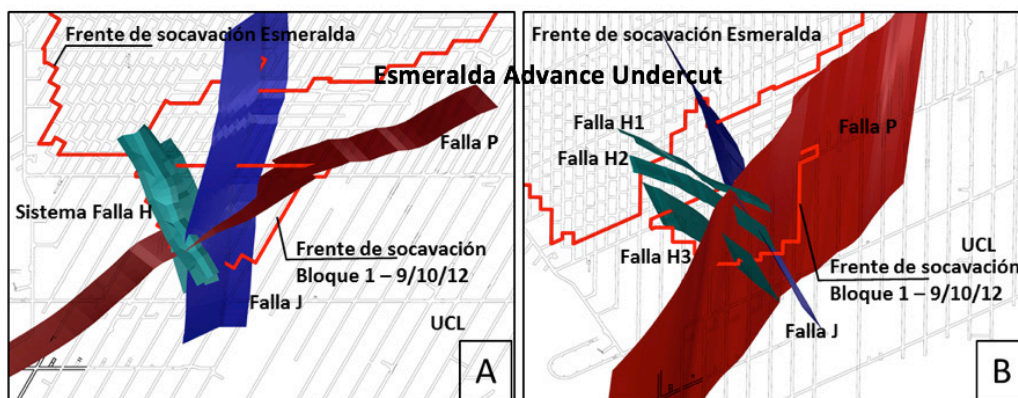 Frente de socavación Esmeralda
Esmeralda Advance Undercut
Falla P
Sistema Falla H
Frente de socavación
Bloque 1 – 9/10/12
Falla J
UCL
A
Frente de socavación Esmeralda
Falla H1
Falla P
Falla H2
Falla H3
UCL
Frente de socavación
Bloque 1 – 9/10/12
Falla J
B